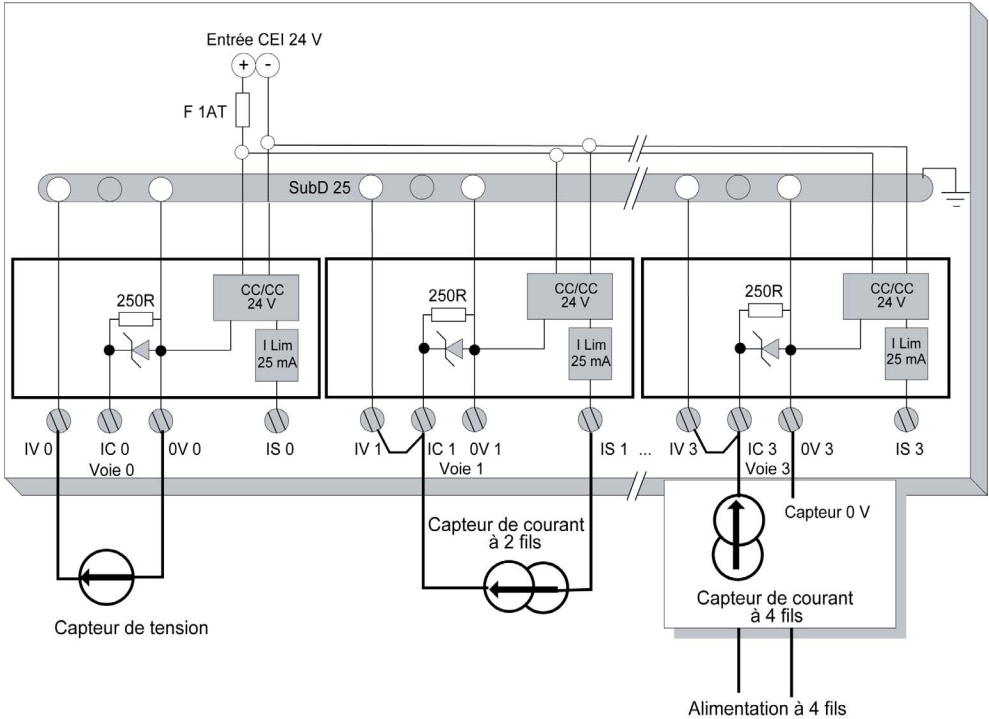 Entrée CEI 24 V
+ -
F 1AT
SubD 25
250R
CC/CC
24 V
I Lim
25 mA
250R
CC/CC
24 V
I Lim
25 mA
250R
CC/CC
24 V
I Lim
25 mA
IV 0 IC 0 0V 0 IS 0
Voie 0
IV 1 IC 1 0V 1 IS 1 ...
Voie 1
IV 3 IC 3 0V 3 IS 3
Voie 3
Capteur de tension
Capteur de courant
à 2 fils
Capteur 0 V
Capteur de courant
à 4 fils
Alimentation à 4 fils